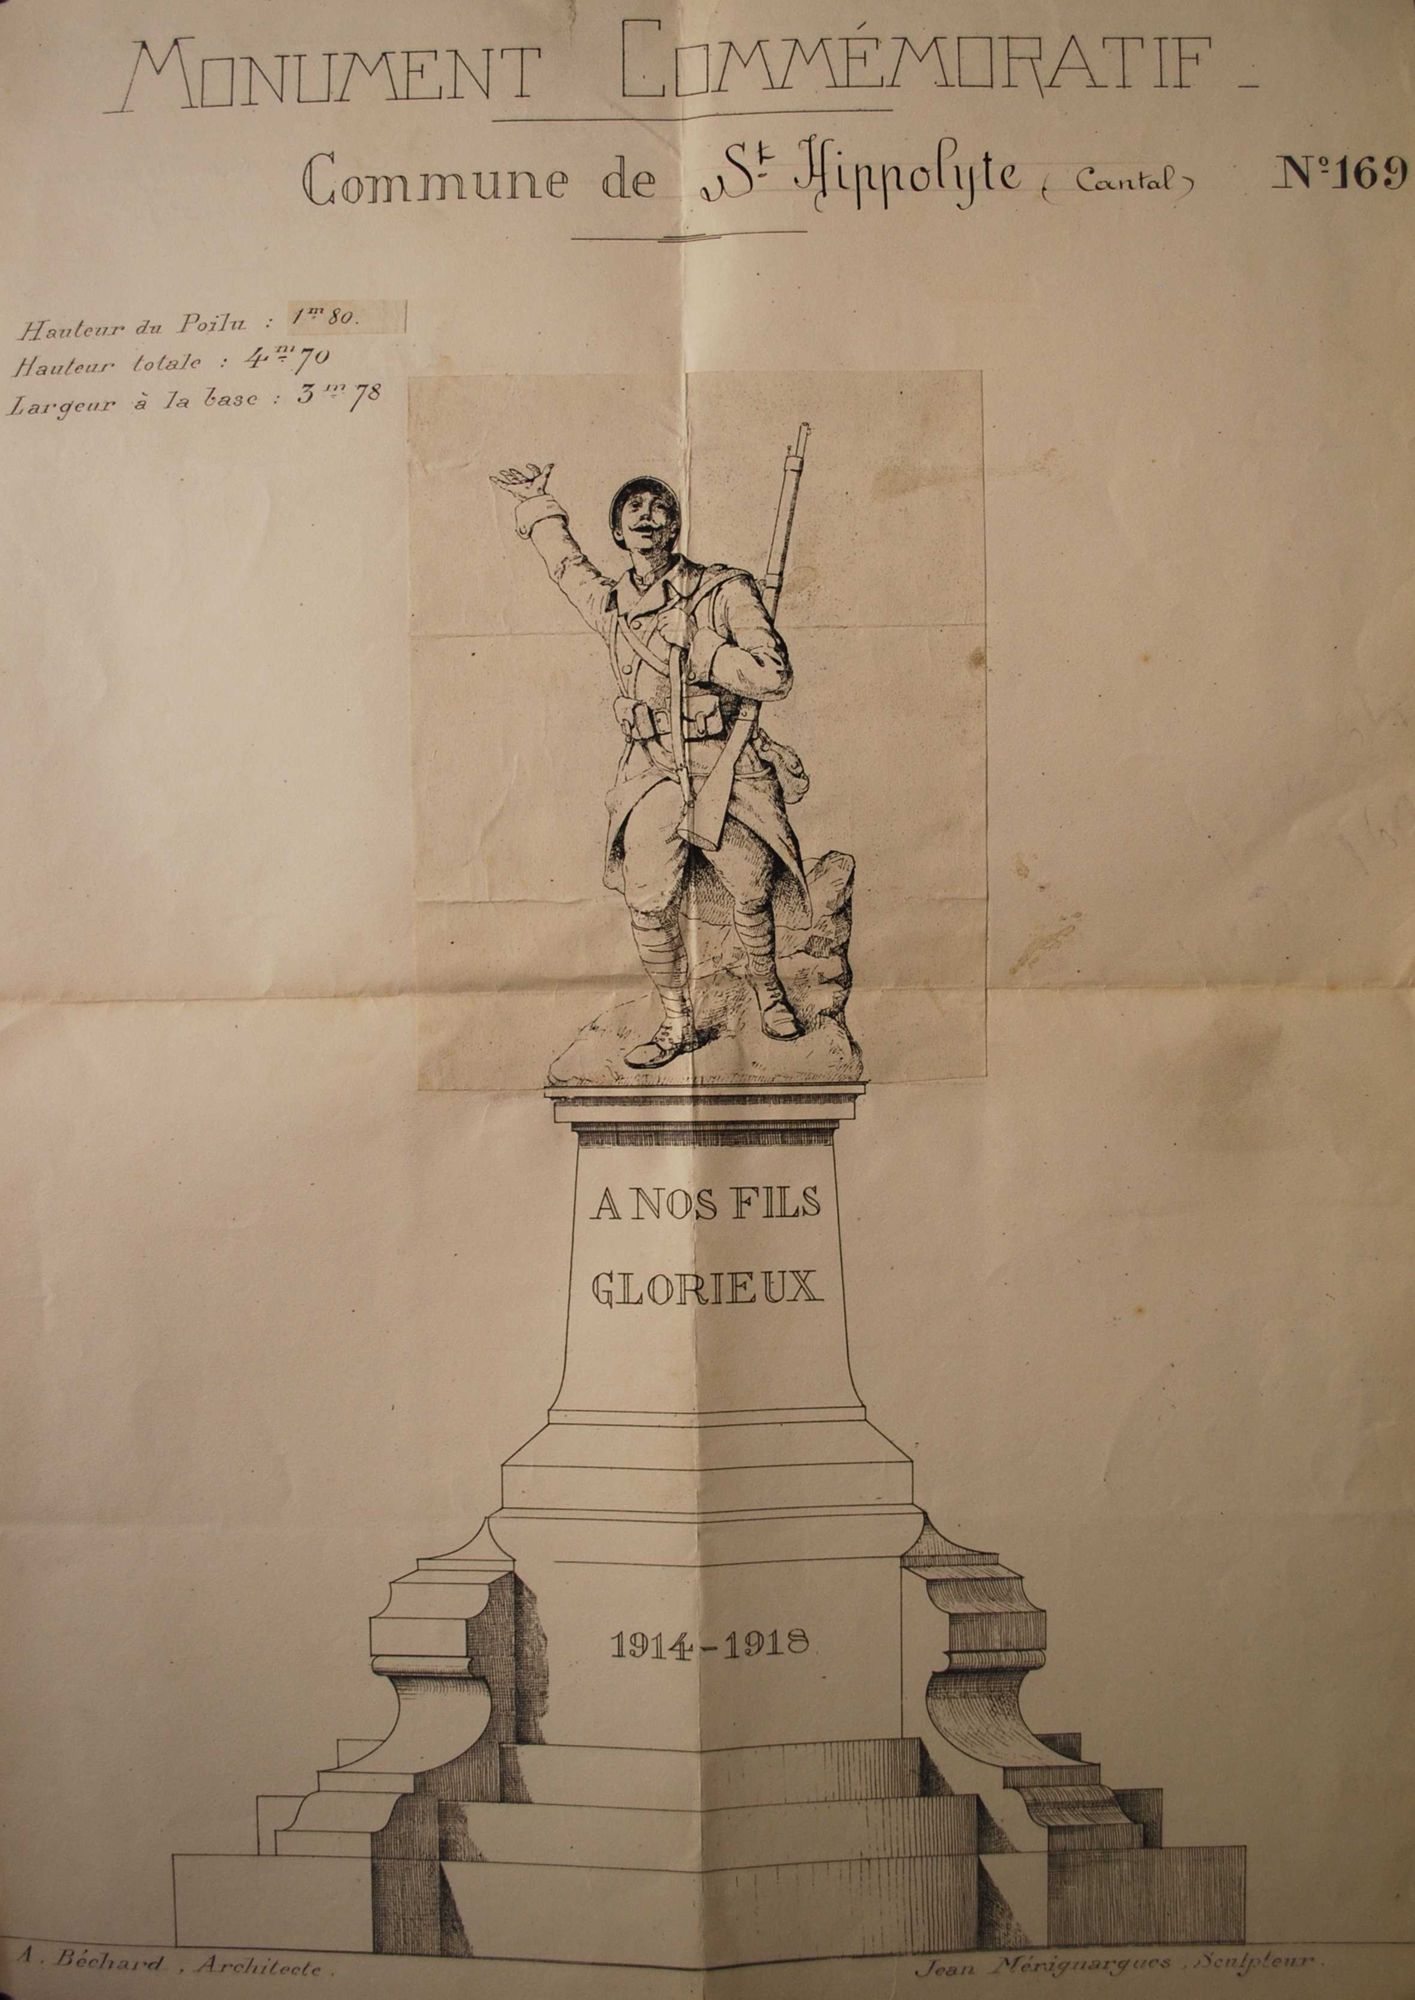 MONUMENT COMMÉMORATIF -
Commune de St Hippolyte (Cantal) No 169
Hauteur du Poilu : 1m 80.
Hauteur totale : 4m 70
Largeur à la base : 3m 78
A NOS FILS
GLORIEUX
1914-1918
A. Béchard, Architecte.
Jean Mérignargues, Sculpteur.